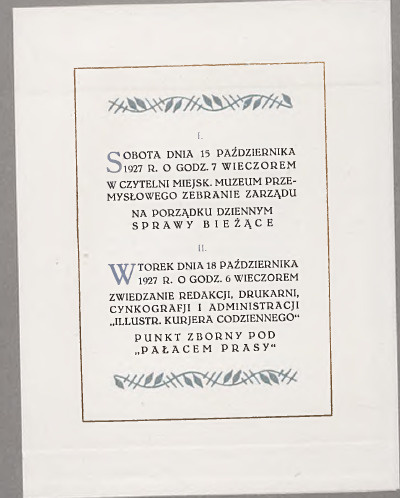 I.
SOBOTA DNIA 15 PAŹDZIERNIKA
1927 R. O GODZ. 7 WIECZOREM
W CZYTELNI MIEJSK. MUZEUM PRZE-
MYSŁOWEGO ZEBRANIE ZARZĄDU
NA PORZĄDKU DZIENNYM
SPRAWY BIEŻĄCE
II.
WTOREK DNIA 18 PAŹDZIERNIKA
1927 R. O GODZ. 6 WIECZOREM
ZWIEDZANIE REDAKCJI, DRUKARNI,
CYNKOGRAFJI I ADMINISTRACJI
„ILLUSTR. KURJERA CODZIENNEGO“
PUNKT ZBORNY POD
„PAŁACEM PRASY“